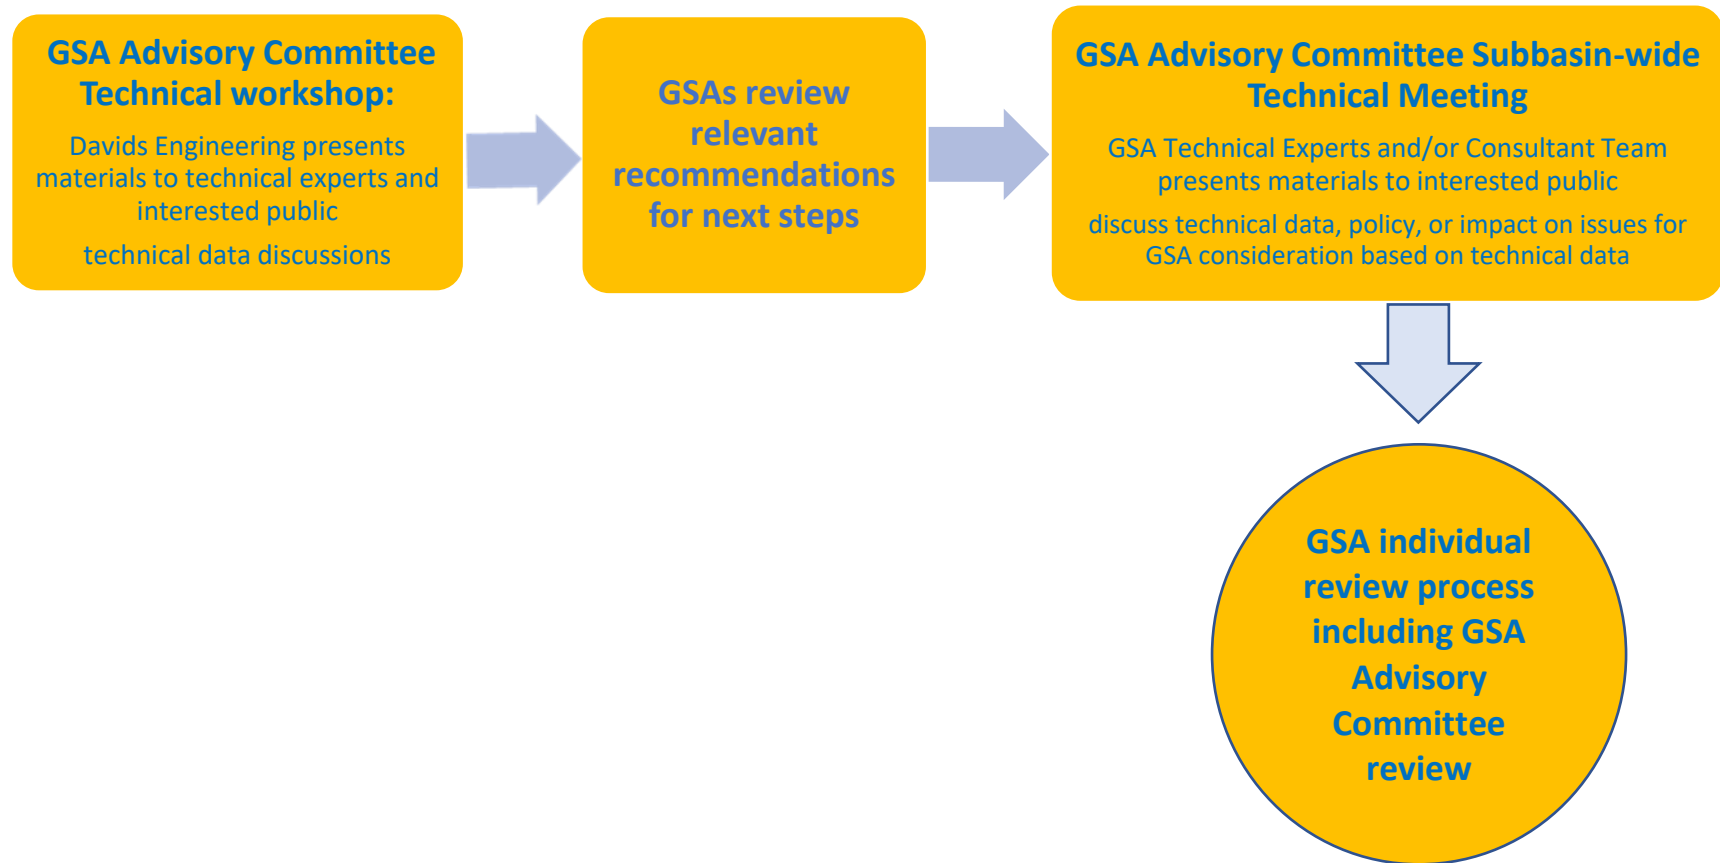 GSA Advisory Committee
Technical workshop:
Davids Engineering presents
materials to technical experts and
interested public
technical data discussions
GSAs review
relevant
recommendations
for next steps
GSA Advisory Committee Subbasin-wide
Technical Meeting
GSA Technical Experts and/or Consultant Team
presents materials to interested public
discuss technical data, policy, or impact on issues for
GSA consideration based on technical data
GSA individual
review process
including GSA
Advisory
Committee
review